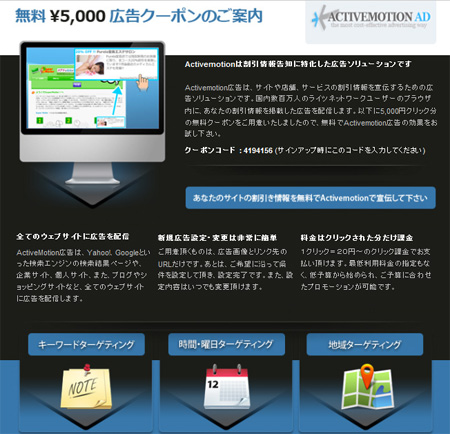 無料 ¥5,000 広告クーポンのご案内
ACTIVEMOTION AD
the most cost effective advertising way
Activemotionは割引情報告知に特化した広告ソリューションです
Activemotion広告は、サイトや店舗、サービスの割引情報を宣伝するための広
告ソリューションです。国内数百万人のライツネットワークユーザーのブラウザ
内に、あなたの割引情報を掲載した広告を配信します。以下に5,000円クリック分
の無料クーポンをご用意いたしましたので、無料でActivemotion広告の効果をお
試し下さい。
クーポンコード : 4194156 (サインアップ時にこのコードを入力してください)
あなたのサイトの割引き情報を無料でActivemotionで宣伝して下さい
全てのウェブサイトに広告を配信
ActiveMotion広告は、Yahoo!、Googleとい
った検索エンジンの検索結果ページや、
企業サイト、個人サイト、また、ブログやシ
ョッピングサイトなど、全てのウェブサイト
に広告を配信します。
新規広告設定・変更は非常に簡単
ご用意頂くものは、広告画像とリンク先の
URLだけです。あとは、ご希望に沿って条
件を設定して頂き、設定完了です。また、設
定内容はいつでも変更頂けます。
料金はクリックされた分だけ課金
1クリック=20円～のクリック課金でお支
払い頂けます。最低利用料金の指定もな
く、低予算から始められ、ご予算に合わせ
たプロモーションが可能です。
キーワードターゲティング
時間・曜日ターゲティング
地域ターゲティング
NOTE
12